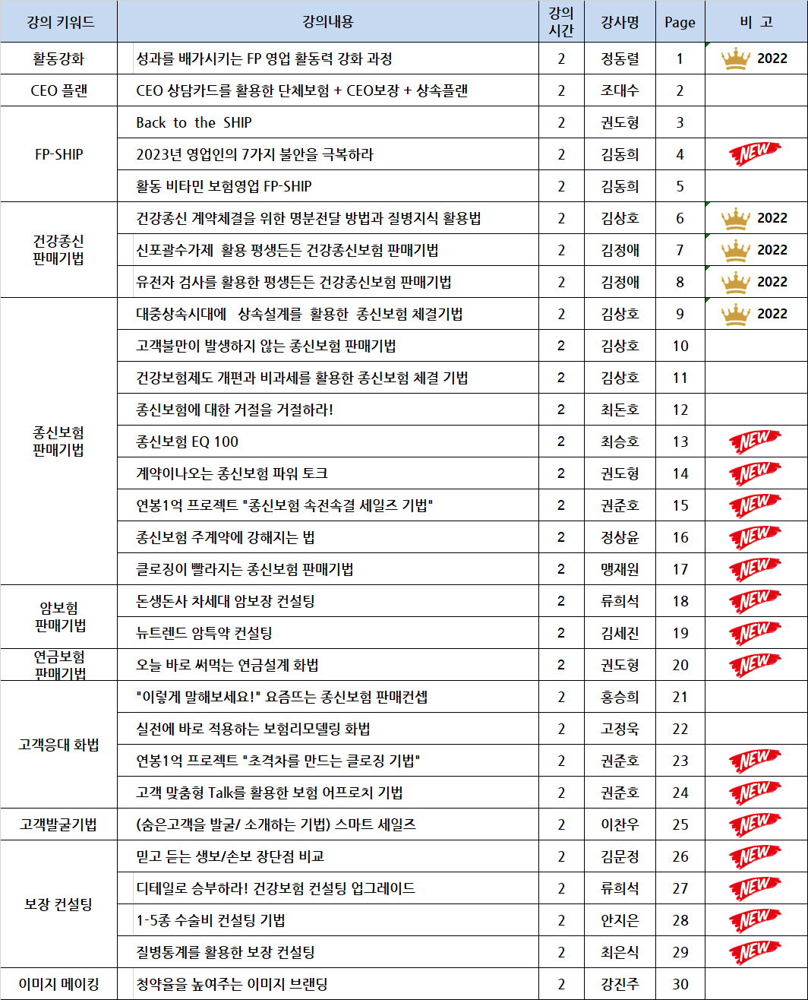 강의 키워드 강의내용 강의 시간 강사명 Page 비 고
활동강화 성과를 배가시키는 FP 영업 활동력 강화 과정 2 정동렬 1 2022
CEO 플랜 CEO 상담카드를 활용한 단체보험 + CEO보장 + 상속플랜 2 조대수 2
FP-SHIP Back to the SHIP 2 권도형 3
2023년 영업인의 7가지 불안을 극복하라 2 김동희 4 NEW
활동 비타민 보험영업 FP-SHIP 2 김동희 5
건강종신 판매기법 건강종신 계약체결을 위한 명분전달 방법과 질병지식 활용법 2 김상호 6 2022
신포괄수가제 활용 평생든든 건강종신보험 판매기법 2 김정애 7 2022
유전자 검사를 활용한 평생든든 건강종신보험 판매기법 2 김정애 8 2022
종신보험 판매기법 대중상속시대에 상속설계를 활용한 종신보험 체결기법 2 김상호 9 2022
고객불만이 발생하지 않는 종신보험 판매기법 2 김상호 10
건강보험제도 개편과 비과세를 활용한 종신보험 체결 기법 2 김상호 11
종신보험에 대한 거절을 거절하라! 2 최돈호 12
종신보험 EQ 100 2 최승호 13 NEW
계약이나오는 종신보험 파워 토크 2 권도형 14 NEW
연봉1억 프로젝트 "종신보험 속전속결 세일즈 기법" 2 권준호 15 NEW
종신보험 주계약에 강해지는 법 2 정상윤 16 NEW
클로징이 빨라지는 종신보험 판매기법 2 맹재원 17 NEW
암보험 판매기법 돈생돈사 차세대 암보장 컨설팅 2 류희석 18 NEW
뉴트렌드 암특약 컨설팅 2 김세진 19 NEW
연금보험 판매기법 오늘 바로 써먹는 연금설계 화법 2 권도형 20 NEW
고객응대 화법 "이렇게 말해보세요!" 요즘뜨는 종신보험 판매컨셉 2 홍승희 21
실전에 바로 적용하는 보험리모델링 화법 2 고정욱 22
연봉1억 프로젝트 "초격차를 만드는 클로징 기법" 2 권준호 23 NEW
고객 맞춤형 Talk를 활용한 보험 어프로치 기법 2 권준호 24 NEW
고객발굴기법 (숨은고객을 발굴/ 소개하는 기법) 스마트 세일즈 2 이찬우 25 NEW
보장 컨설팅 믿고 듣는 생보/손보 장단점 비교 2 김문정 26 NEW
디테일로 승부하라! 건강보험 컨설팅 업그레이드 2 류희석 27 NEW
1-5종 수술비 컨설팅 기법 2 안지은 28 NEW
질병통계를 활용한 보장 컨설팅 2 최은식 29 NEW
이미지 메이킹 청약율을 높여주는 이미지 브랜딩 2 강진주 30